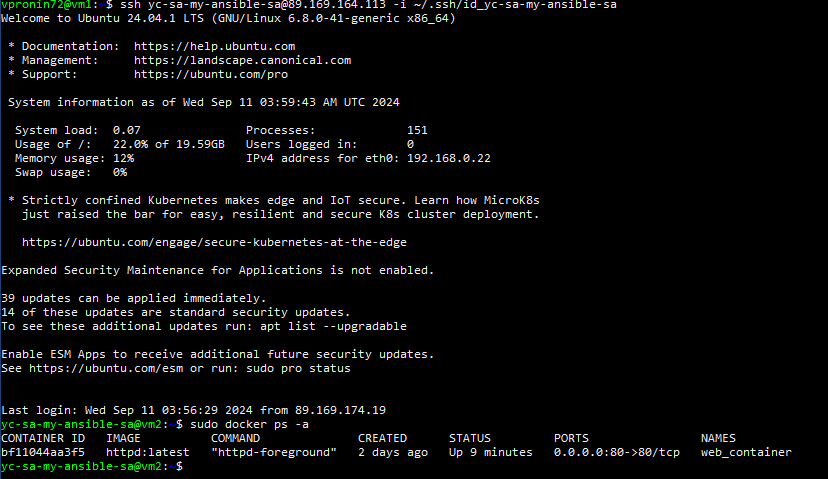 vpronin72@vm1:~$ ssh yc-sa-my-ansible-sa@89.169.164.113 -i ~/.ssh/id_yc-sa-my-ansible-sa
Welcome to Ubuntu 24.04.1 LTS (GNU/Linux 6.8.0-41-generic x86_64)
* Documentation:  https://help.ubuntu.com
* Management:     https://landscape.canonical.com
* Support:        https://ubuntu.com/pro
System information as of Wed Sep 11 03:59:43 AM UTC 2024
System load:  0.07               Processes:             151
Usage of /:   22.0% of 19.59GB   Users logged in:       0
Memory usage: 12%                IPv4 address for eth0: 192.168.0.22
Swap usage:   0%
* Strictly confined Kubernetes makes edge and IoT secure. Learn how MicroK8s
just raised the bar for easy, resilient and secure K8s cluster deployment.
https://ubuntu.com/engage/secure-kubernetes-at-the-edge
Expanded Security Maintenance for Applications is not enabled.
39 updates can be applied immediately.
14 of these updates are standard security updates.
To see these additional updates run: apt list --upgradable
Enable ESM Apps to receive additional future security updates.
See https://ubuntu.com/esm or run: sudo pro status
Last login: Wed Sep 11 03:56:29 2024 from 89.169.174.19
yc-sa-my-ansible-sa@vm2:~$ sudo docker ps -a
CONTAINER ID   IMAGE          COMMAND              CREATED      STATUS         PORTS                NAMES
bf11044aa3f5   httpd:latest   "httpd-foreground"   2 days ago   Up 9 minutes   0.0.0.0:80->80/tcp   web_container
yc-sa-my-ansible-sa@vm2:~$